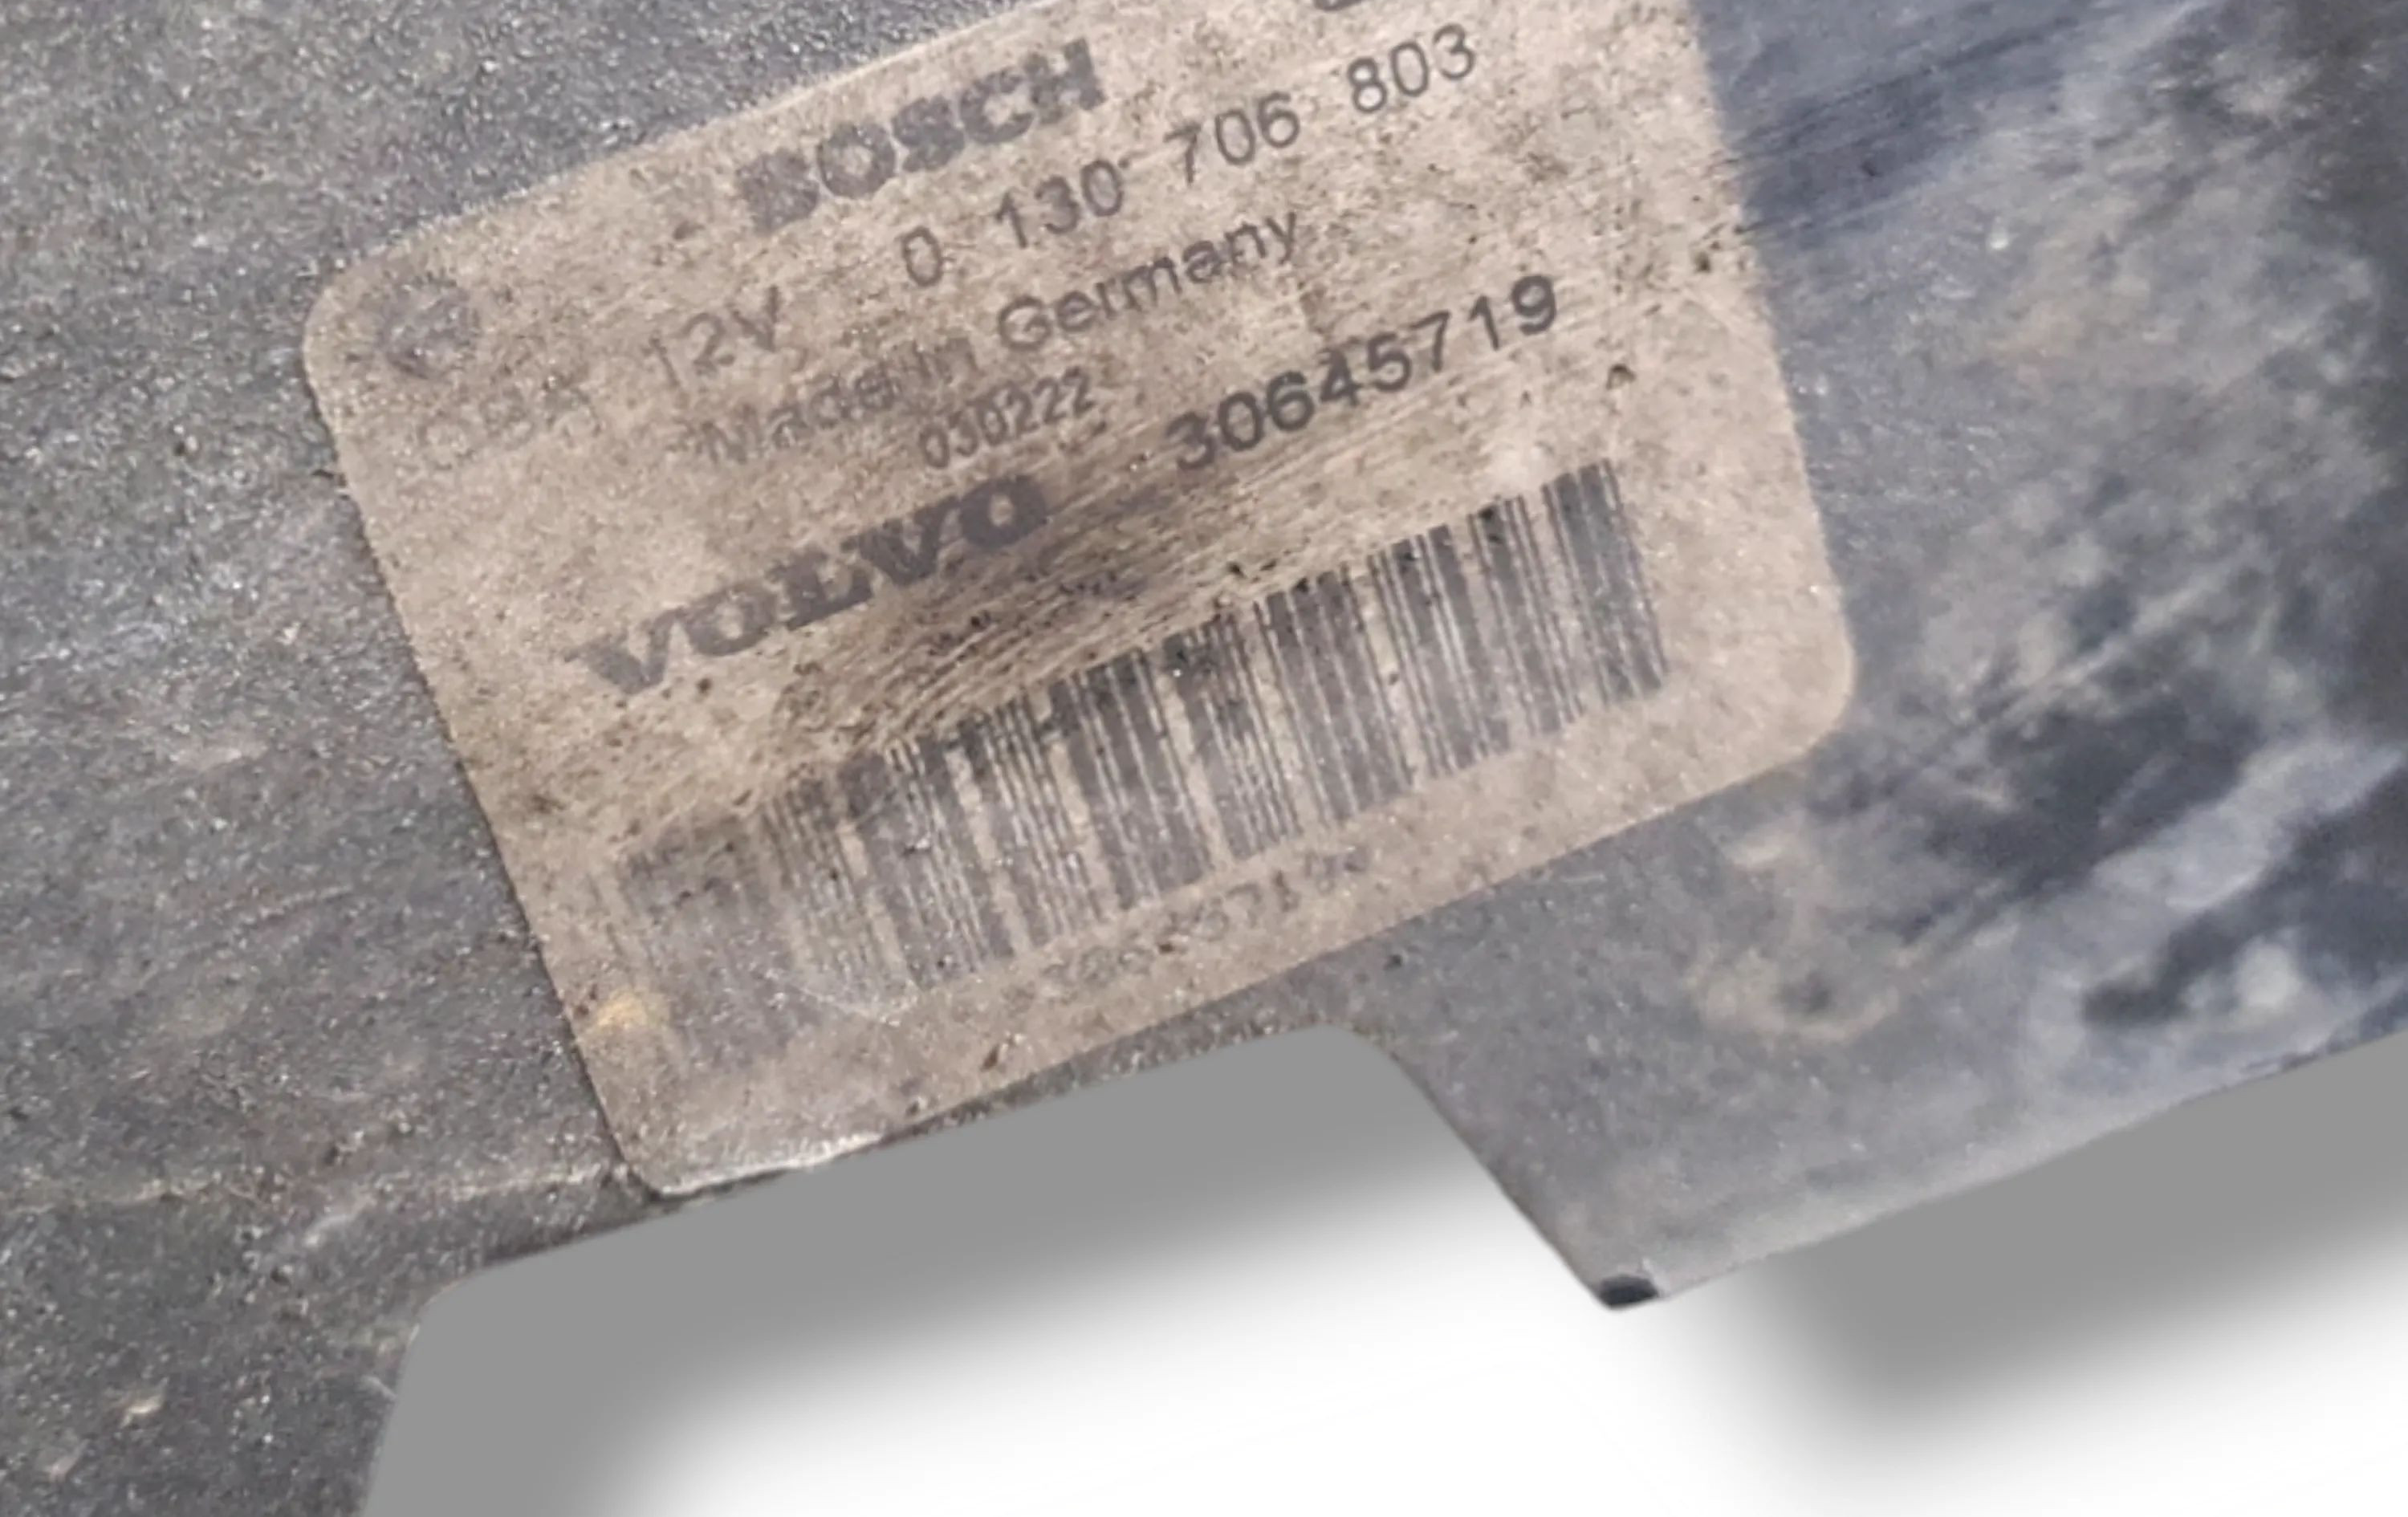 BOSCH
12V 0 130 706 803
Made in Germany
030222
VOLVO 30645719